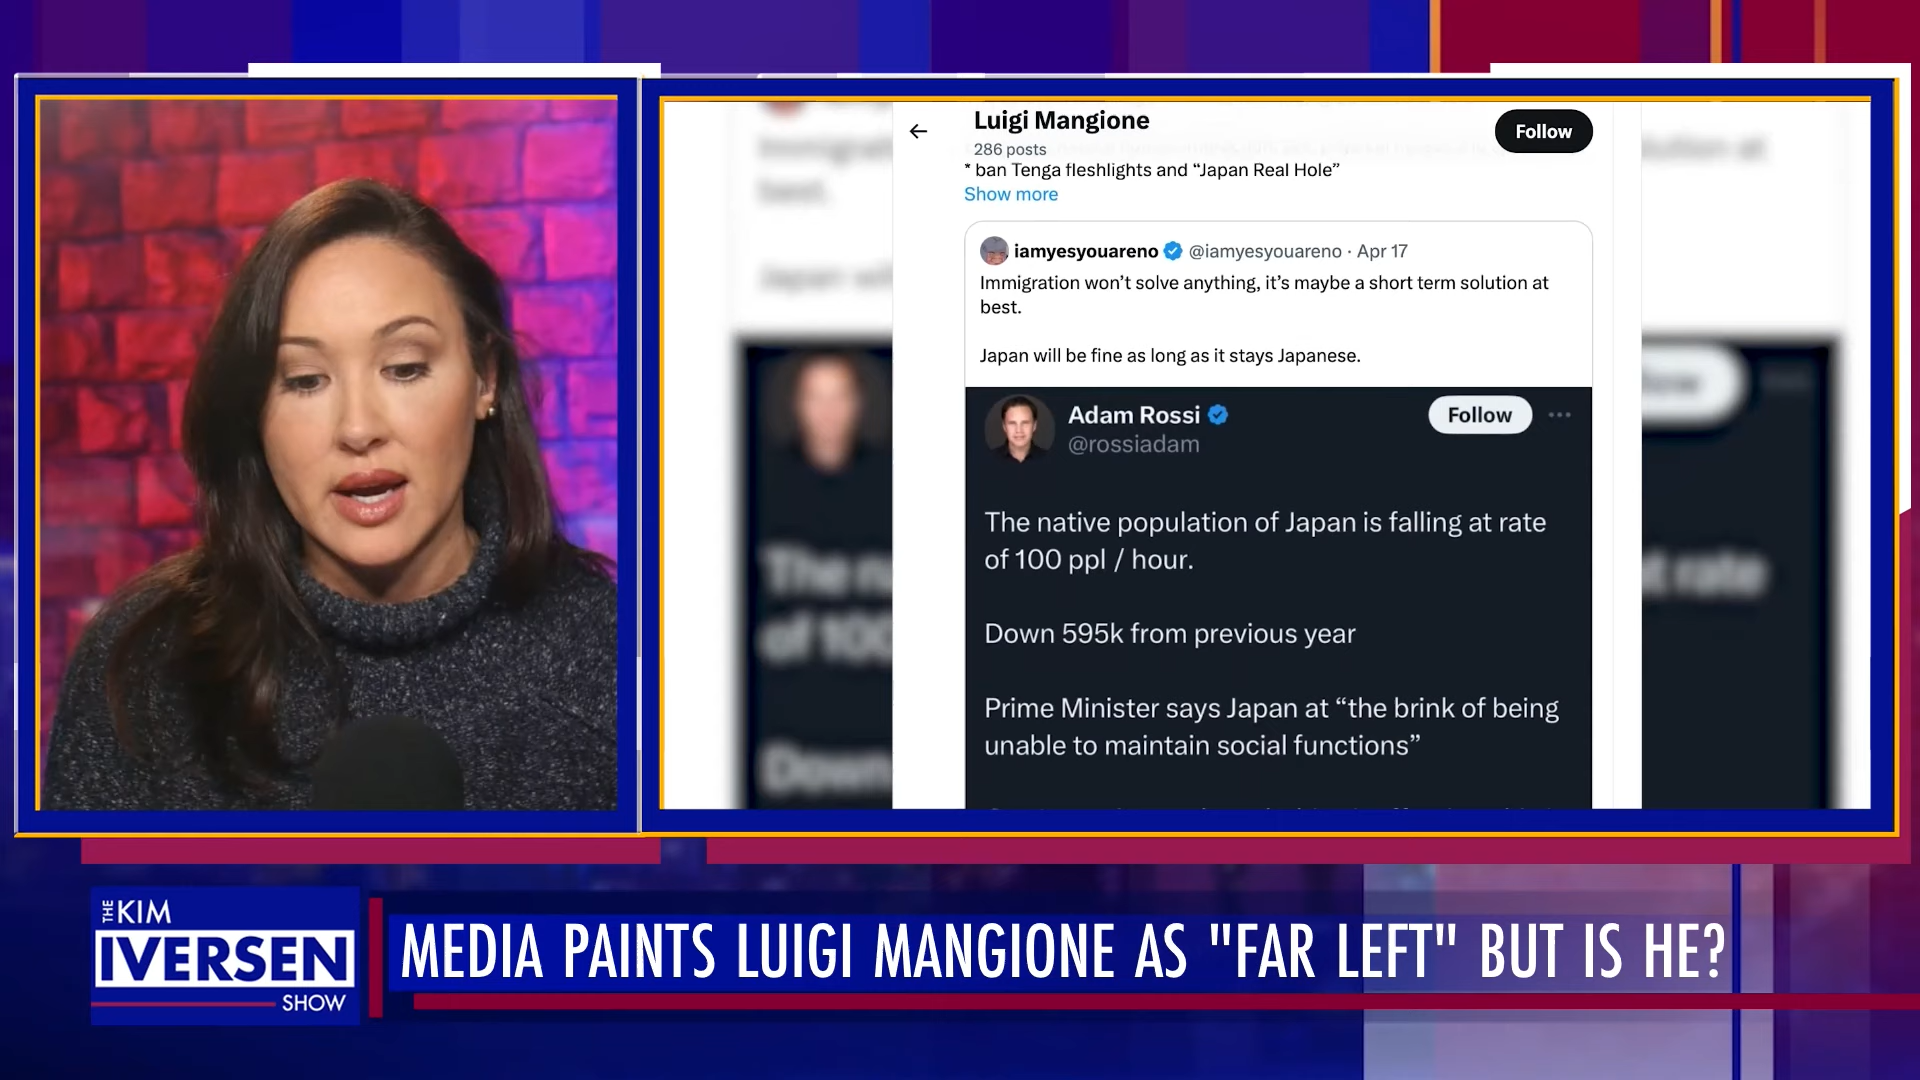 Luigi Mangione
286 posts
Follow
* ban Tenga fleshlights and “Japan Real Hole”
Show more
iamyesyouareno @iamyesyouareno · Apr 17
Immigration won’t solve anything, it’s maybe a short term solution at
best.
Japan will be fine as long as it stays Japanese.
Adam Rossi
@rossiadam
Follow
The native population of Japan is falling at rate
of 100 ppl / hour.
Down 595k from previous year
Prime Minister says Japan at “the brink of being
unable to maintain social functions”
THE KIM
IVERSEN
SHOW
MEDIA PAINTS LUIGI MANGIONE AS "FAR LEFT" BUT IS HE?